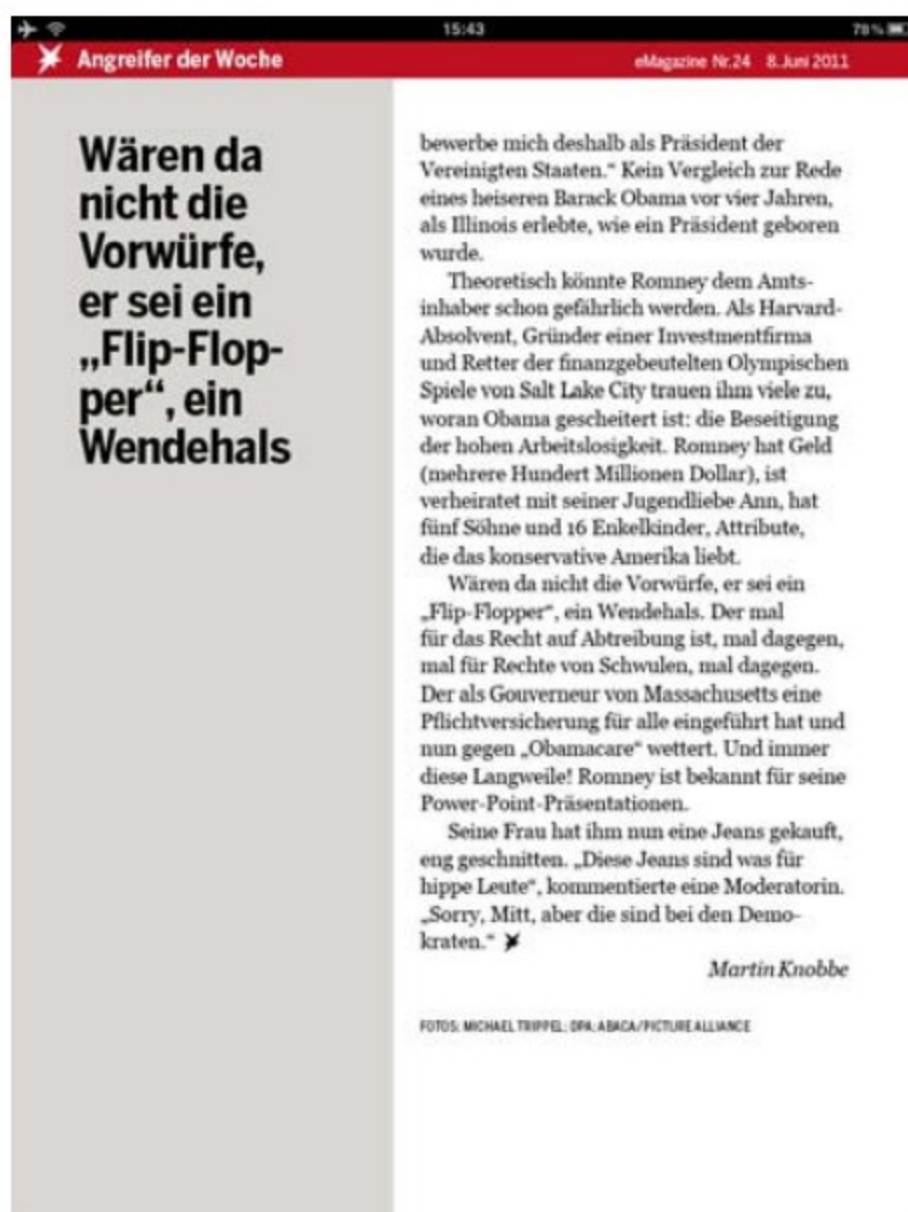 15:43
78 %
Angreifer der Woche
eMagazine Nr.24 8.Juni 2011
Wären da
nicht die
Vorwürfe,
er sei ein
„Flip-Flop-
per“, ein
Wendehals
bewerbe mich deshalb als Präsident der
Vereinigten Staaten.“ Kein Vergleich zur Rede
eines heiseren Barack Obama vor vier Jahren,
als Illinois erlebte, wie ein Präsident geboren
wurde.
Theoretisch könnte Romney dem Amts-
inhaber schon gefährlich werden. Als Harvard-
Absolvent, Gründer einer Investmentfirma
und Retter der finanzgebeutelten Olympischen
Spiele von Salt Lake City trauen ihm viele zu,
woran Obama gescheitert ist: die Beseitigung
der hohen Arbeitslosigkeit. Romney hat Geld
(mehrere Hundert Millionen Dollar), ist
verheiratet mit seiner Jugendliebe Ann, hat
fünf Söhne und 16 Enkelkinder, Attribute,
die das konservative Amerika liebt.
Wären da nicht die Vorwürfe, er sei ein
„Flip-Flopper“, ein Wendehals. Der mal
für das Recht auf Abtreibung ist, mal dagegen,
mal für Rechte von Schwulen, mal dagegen.
Der als Gouverneur von Massachusetts eine
Pflichtversicherung für alle eingeführt hat und
nun gegen „Obamacare“ wettert. Und immer
diese Langweile! Romney ist bekannt für seine
Power-Point-Präsentationen.
Seine Frau hat ihm nun eine Jeans gekauft,
eng geschnitten. „Diese Jeans sind was für
hippe Leute“, kommentierte eine Moderatorin.
„Sorry, Mitt, aber die sind bei den Demo-
kraten.“
Martin Knobbe
FOTOS: MICHAEL TRIPPEL; DPA; ABACA/PICTURE ALLIANCE